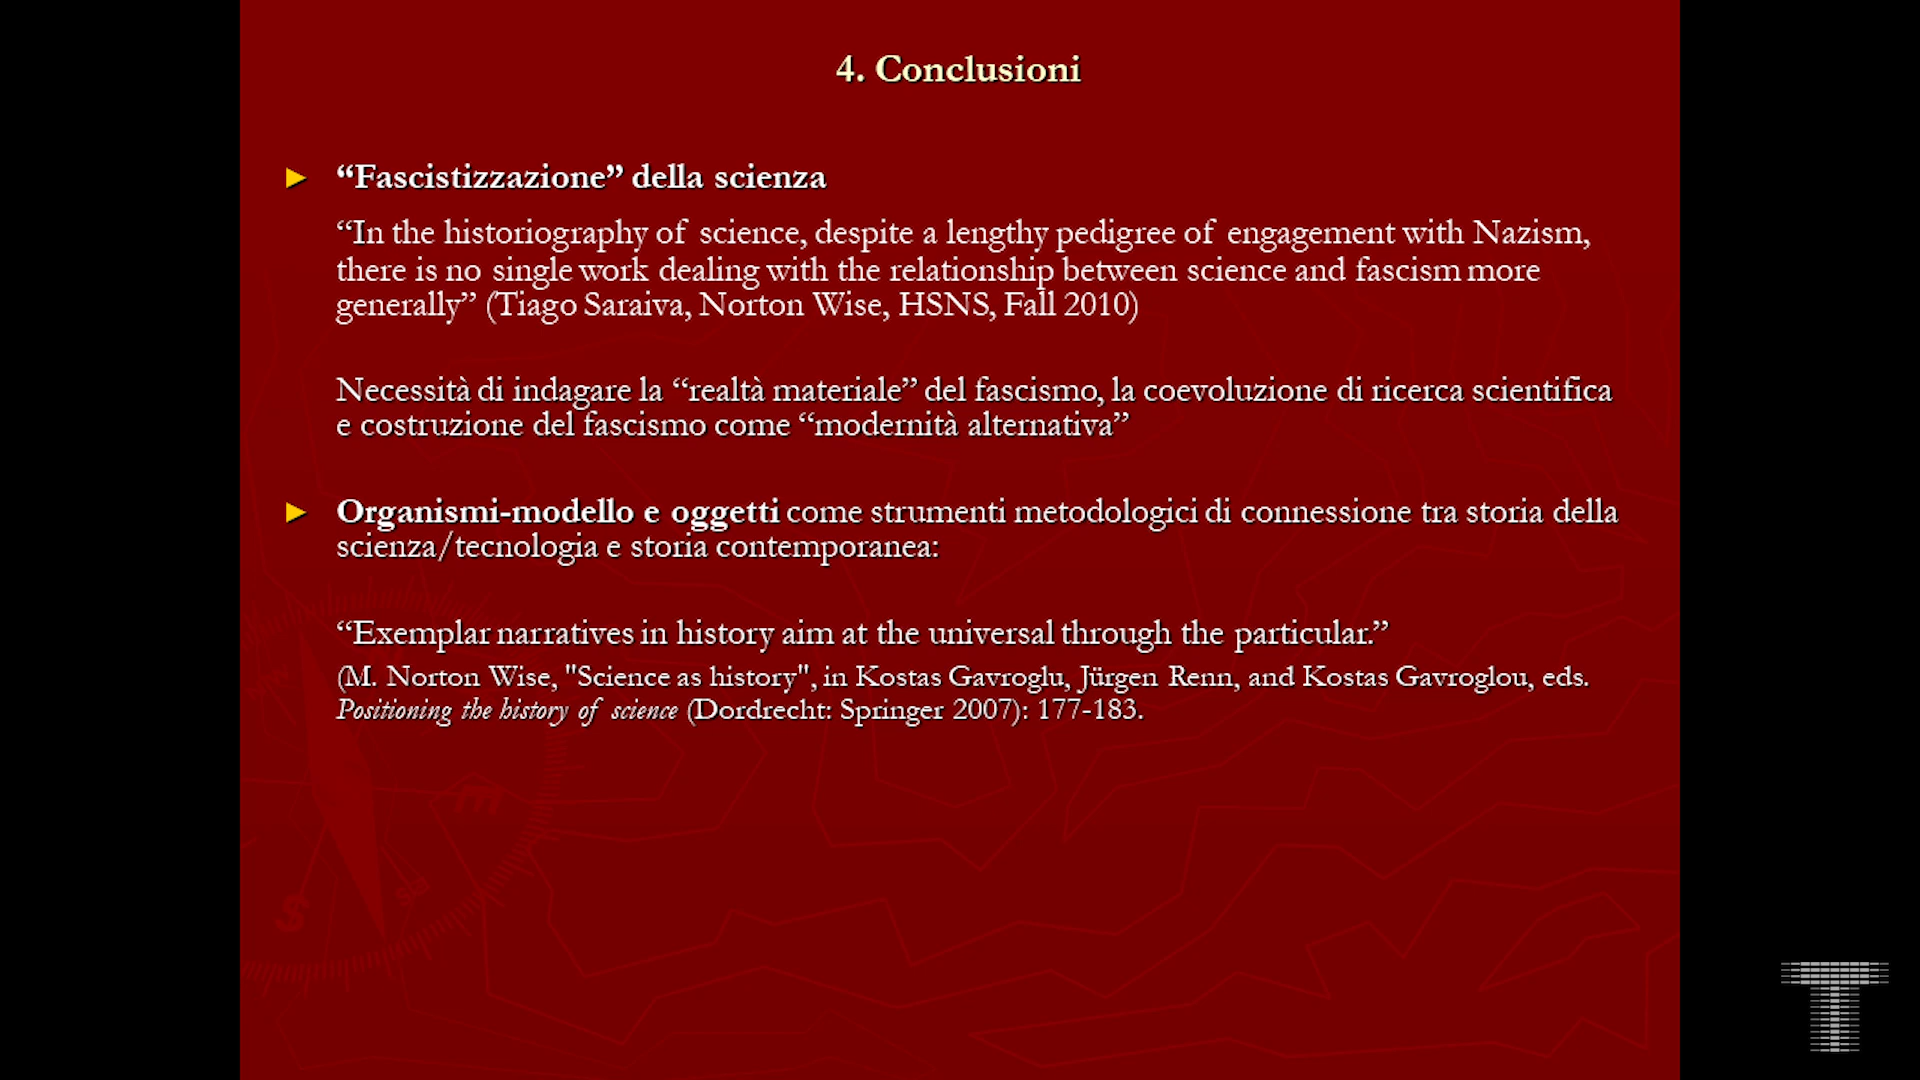 4. Conclusioni
► “Fascistizzazione” della scienza
“In the historiography of science, despite a lengthy pedigree of engagement with Nazism,
there is no single work dealing with the relationship between science and fascism more
generally” (Tiago Saraiva, Norton Wise, HSNS, Fall 2010)
Necessità di indagare la “realtà materiale” del fascismo, la coevoluzione di ricerca scientifica
e costruzione del fascismo come “modernità alternativa”
► Organismi-modello e oggetti come strumenti metodologici di connessione tra storia della
scienza/tecnologia e storia contemporanea:
“Exemplar narratives in history aim at the universal through the particular.”
(M. Norton Wise, "Science as history", in Kostas Gavroglu, Jürgen Renn, and Kostas Gavroglou, eds.
Positioning the history of science (Dordrecht: Springer 2007): 177-183.
E
S
T